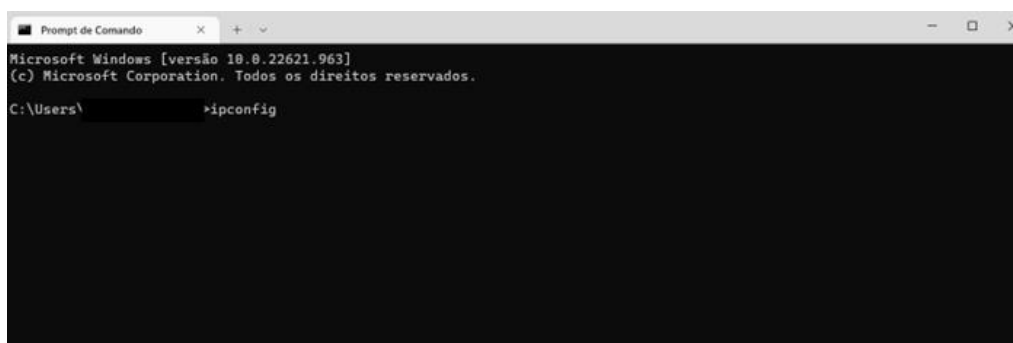 Prompt de Comando
Microsoft Windows [versão 10.0.22621.963]
(c) Microsoft Corporation. Todos os direitos reservados.
C:\Users\ >ipconfig